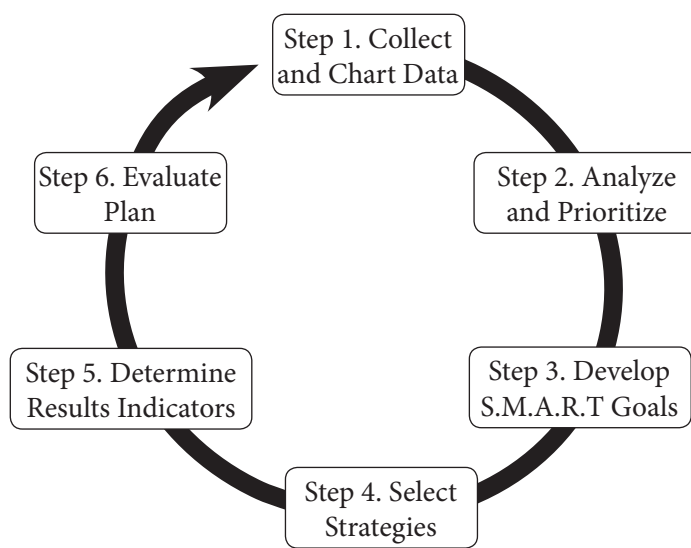 Step 1. Collect
and Chart Data
Step 2. Analyze
and Prioritize
Step 3. Develop
S.M.A.R.T Goals
Step 4. Select
Strategies
Step 5. Determine
Results Indicators
Step 6. Evaluate
Plan